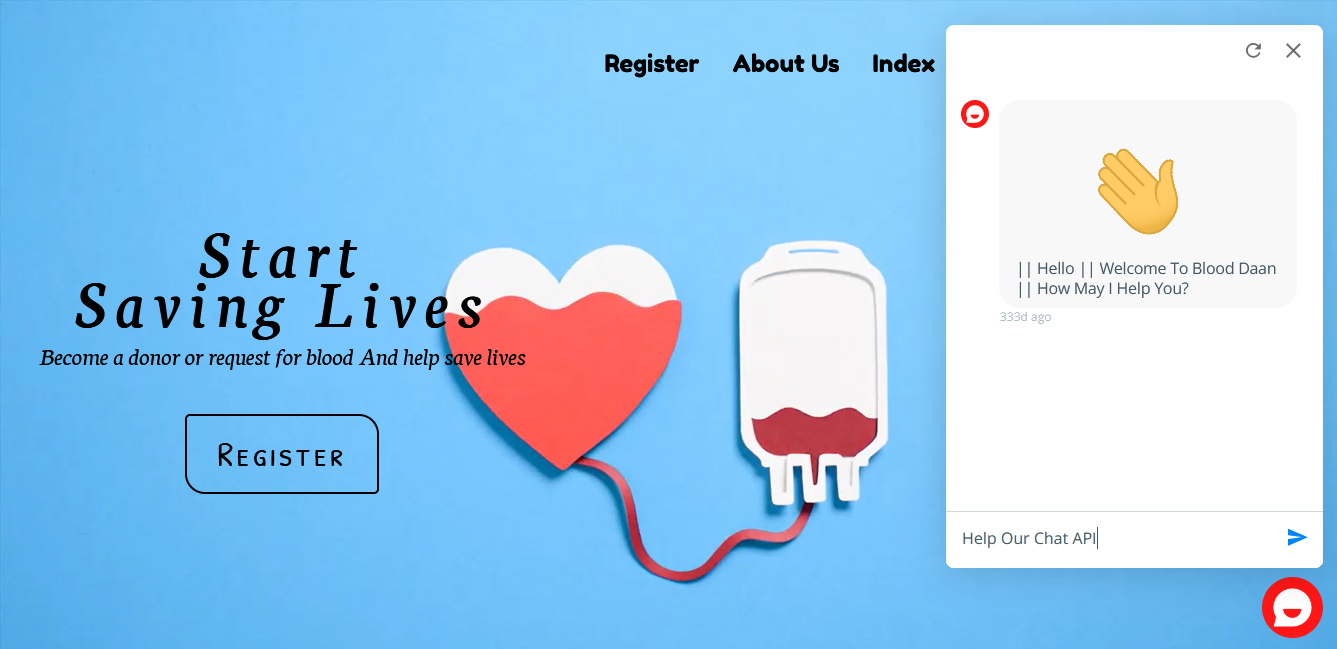 Register About Us Index
Start
Saving Lives
Become a donor or request for blood And help save lives
Register
|| Hello || Welcome To Blood Daan
|| How May I Help You?
333d ago
Help Our Chat API